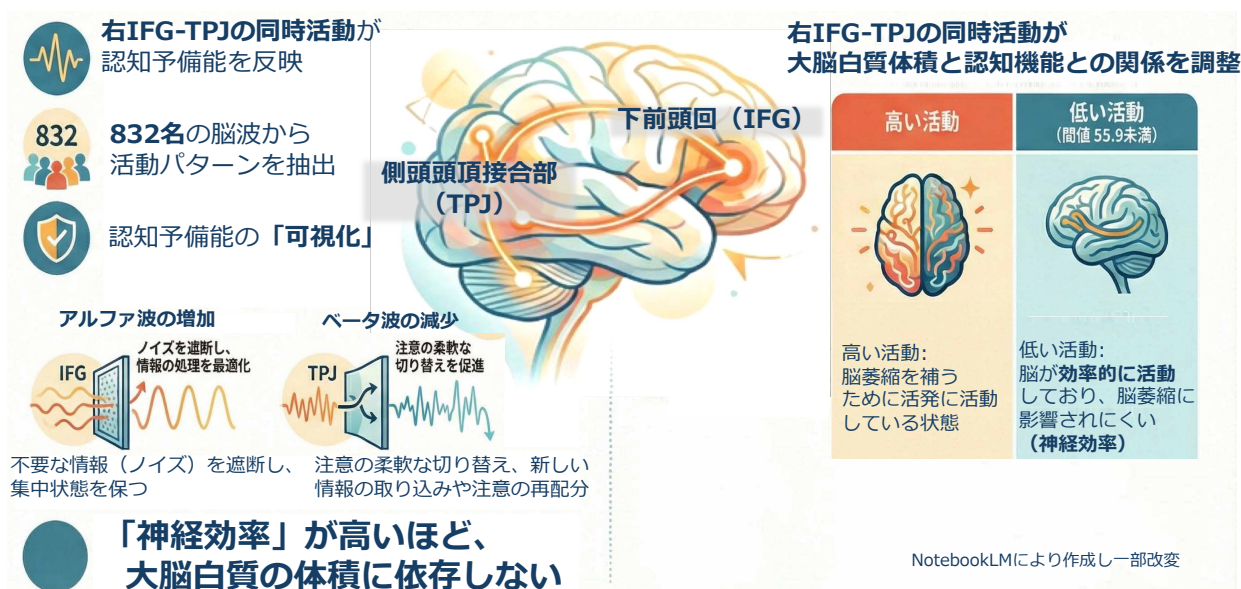 右IFG-TPJの同時活動が
認知予備能を反映
832
832名の脳波から
活動パターンを抽出
認知予備能の「可視化」
下前頭回（IFG）
側頭頭頂接合部
（TPJ）
アルファ波の増加
IFG
ノイズを遮断し、
情報の処理を最適化
不要な情報（ノイズ）を遮断し、
集中状態を保つ
ベータ波の減少
TPJ
注意の柔軟な
切り替えを促進
注意の柔軟な切り替え、新しい
情報の取り込みや注意の再配分
「神経効率」が高いほど、
大脳白質の体積に依存しない
右IFG-TPJの同時活動が
大脳白質体積と認知機能との関係を調整
高い活動
低い活動
（閾値 55.9未満）
高い活動:
脳萎縮を補う
ために活発に活動
している状態
低い活動:
脳が効率的に活動
しており、脳萎縮に
影響されにくい
（神経効率）
NotebookLMにより作成し一部改変